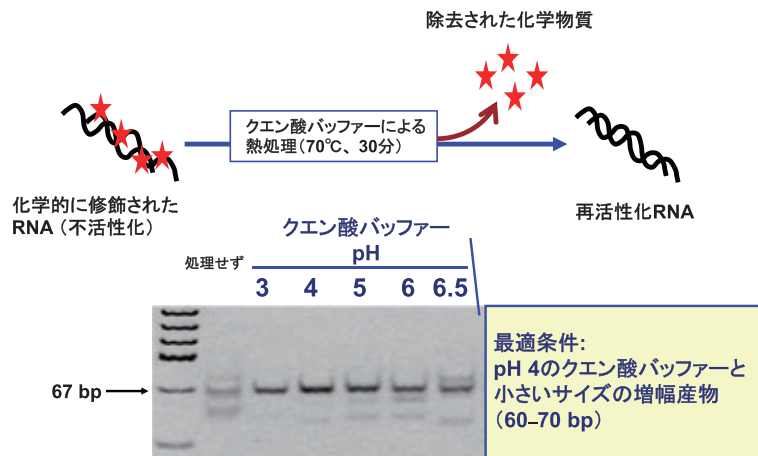 除去された化学物質
クエン酸バッファーによる
熱処理（70℃、 30分）
化学的に修飾された
RNA （不活性化）
再活性化RNA
クエン酸バッファー
pH
処理せず
3 4 5 6 6.5
67 bp
最適条件:
pH 4のクエン酸バッファーと
小さいサイズの増幅産物
（60–70 bp）